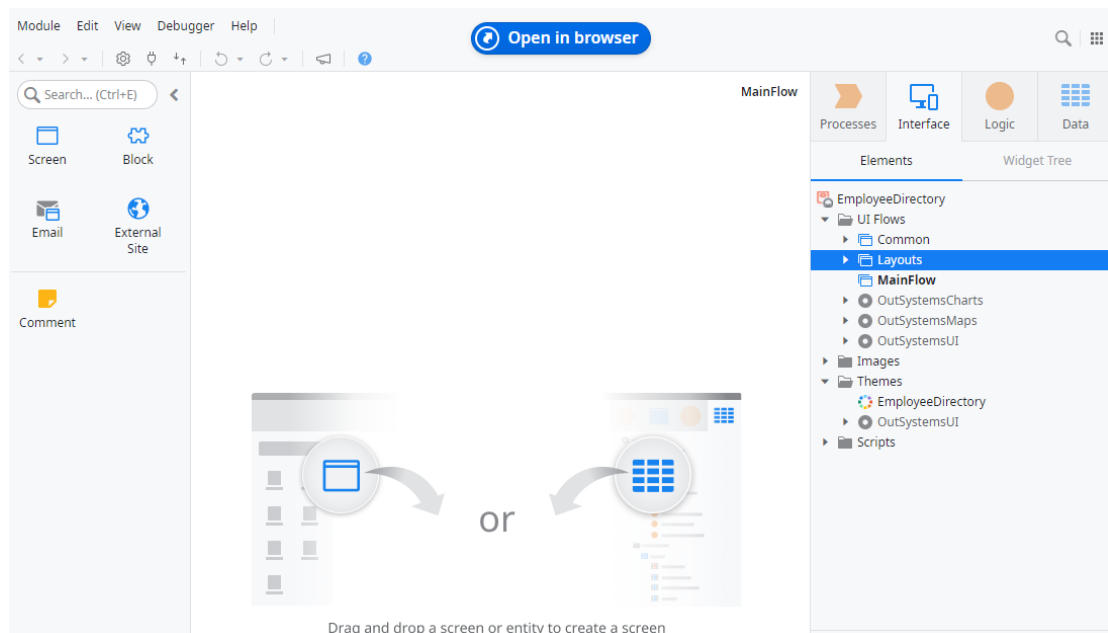 Module Edit View Debugger Help
Open in browser
Search... (Ctrl+E)
Screen
Block
Email
External
Site
Comment
MainFlow
or
Drag and drop a screen or entity to create a screen
Processes
Interface
Logic
Data
Elements
Widget Tree
EmployeeDirectory
UI Flows
Common
Layouts
MainFlow
OutSystemsCharts
OutSystemsMaps
OutSystemsUI
Images
Themes
EmployeeDirectory
OutSystemsUI
Scripts